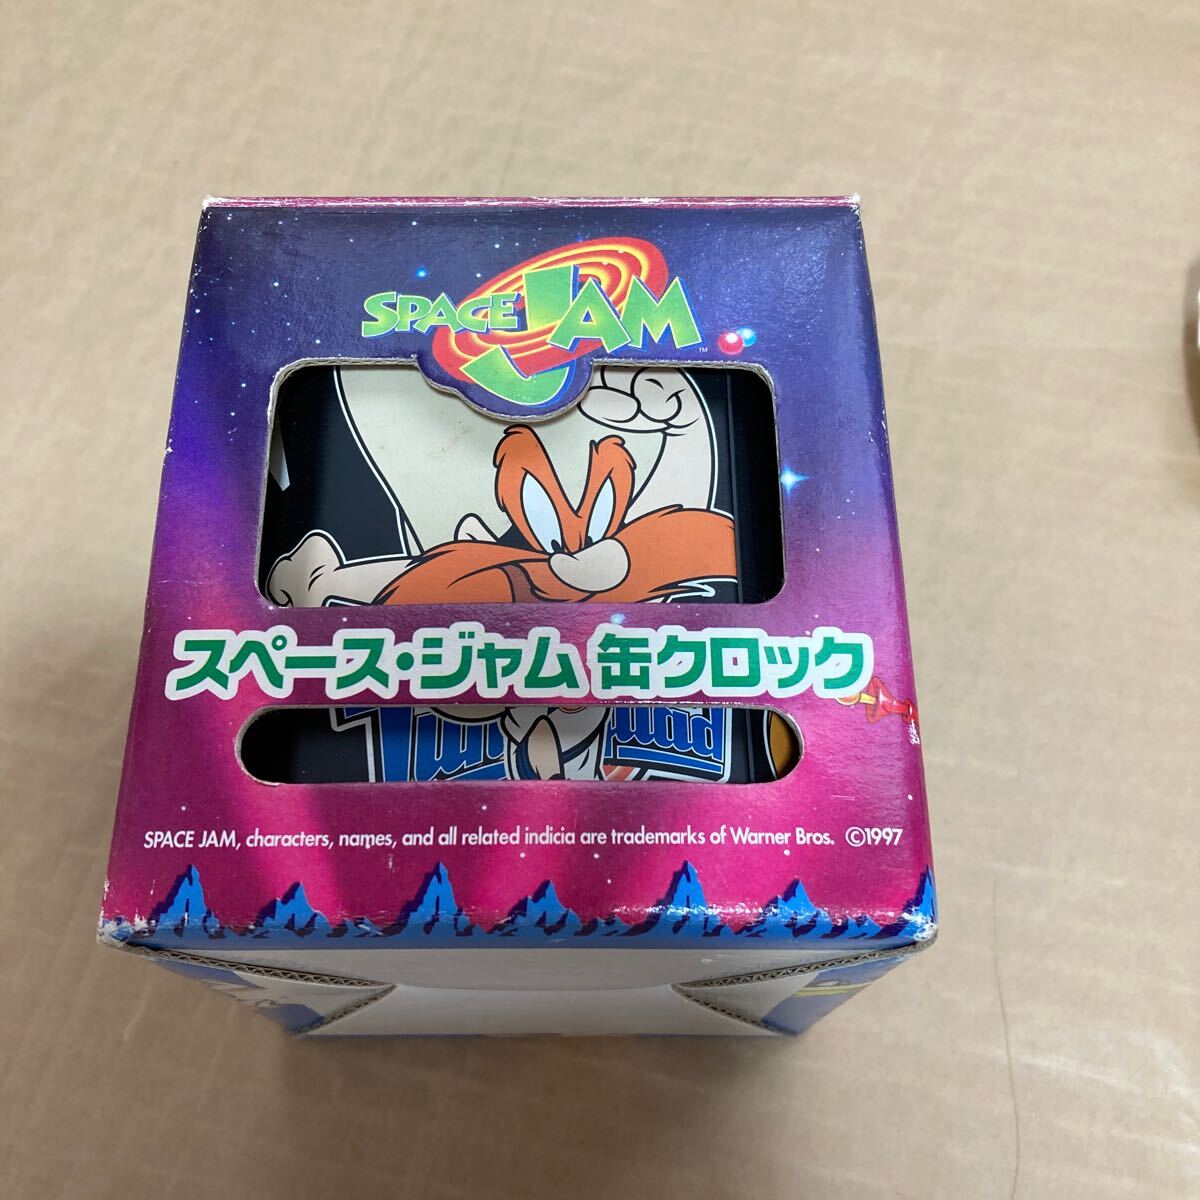 SPACE JAM™
スペース・ジャム 缶クロック
SPACE JAM, characters, names, and all related indicia are trademarks of Warner Bros. ©1997